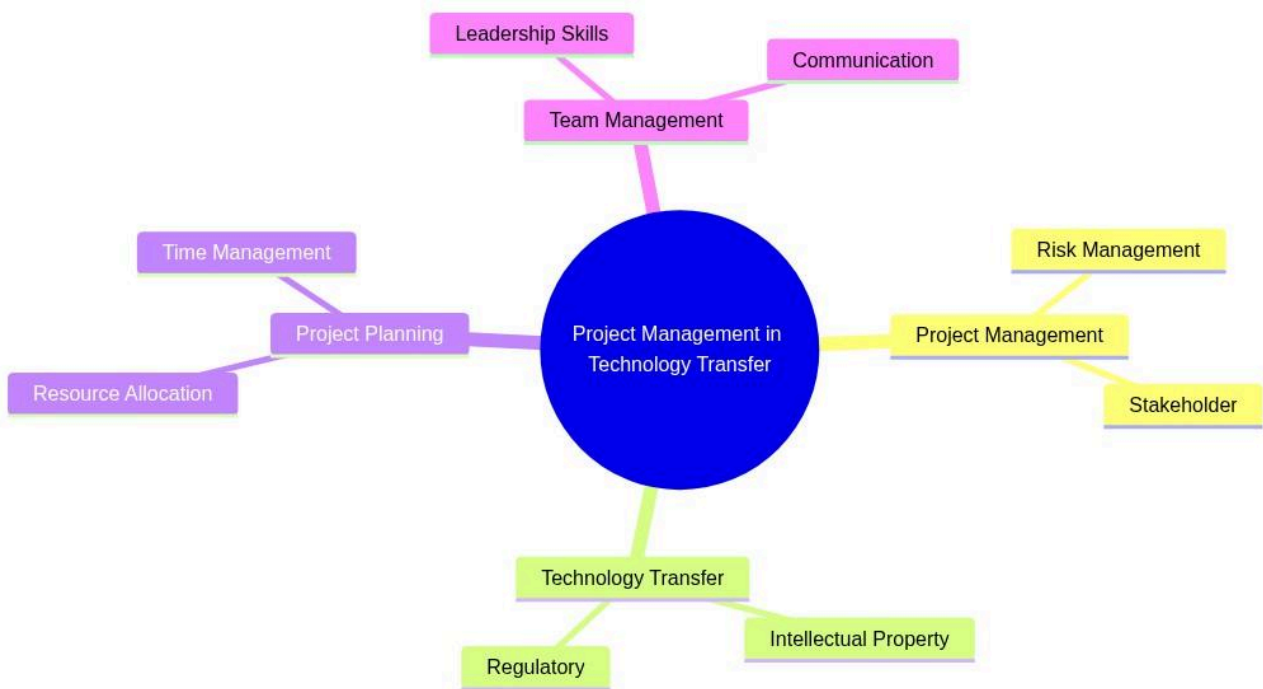 Leadership Skills
Communication
Team Management
Time Management
Risk Management
Project Planning
Project Management in
Technology Transfer
Project Management
Resource Allocation
Stakeholder
Technology Transfer
Intellectual Property
Regulatory